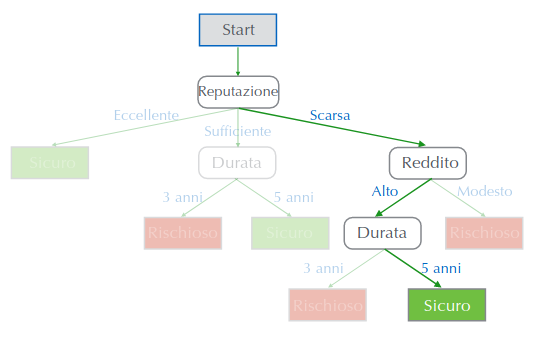 Start
Reputazione
Eccellente
Sufficiente
Scarsa
Sicuro
Durata
Reddito
3 anni
5 anni
Alto
Modesto
Rischioso
Sicuro
Durata
Rischioso
3 anni
5 anni
Rischioso
Sicuro